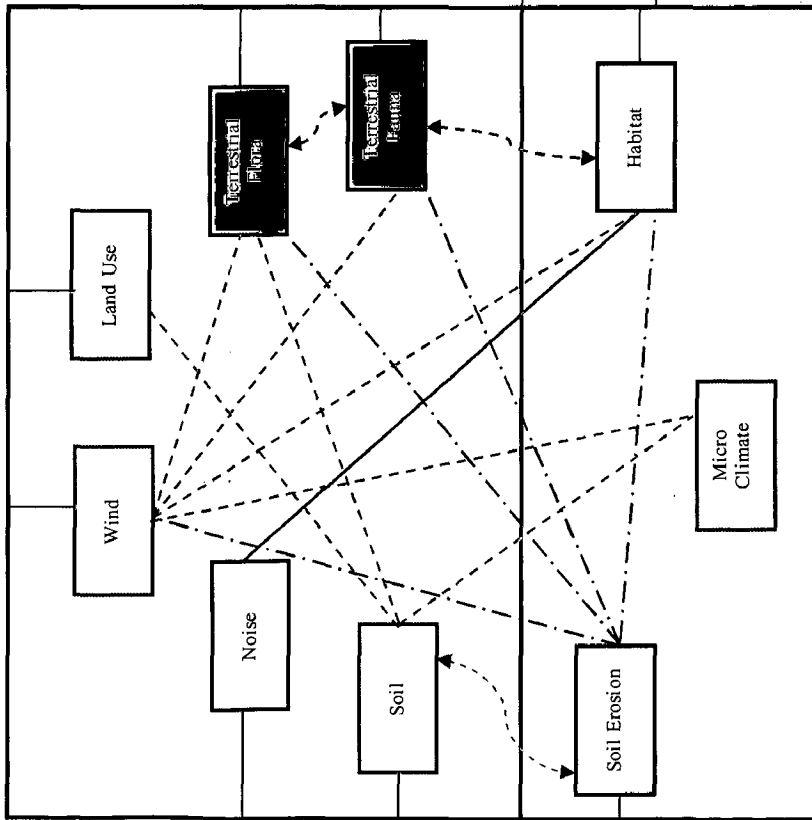 Wind
Land Use
Noise
Terrestrial
Flora
Soil
Terrestrial
Fauna
Soil Erosion
Habitat
Micro
Climate